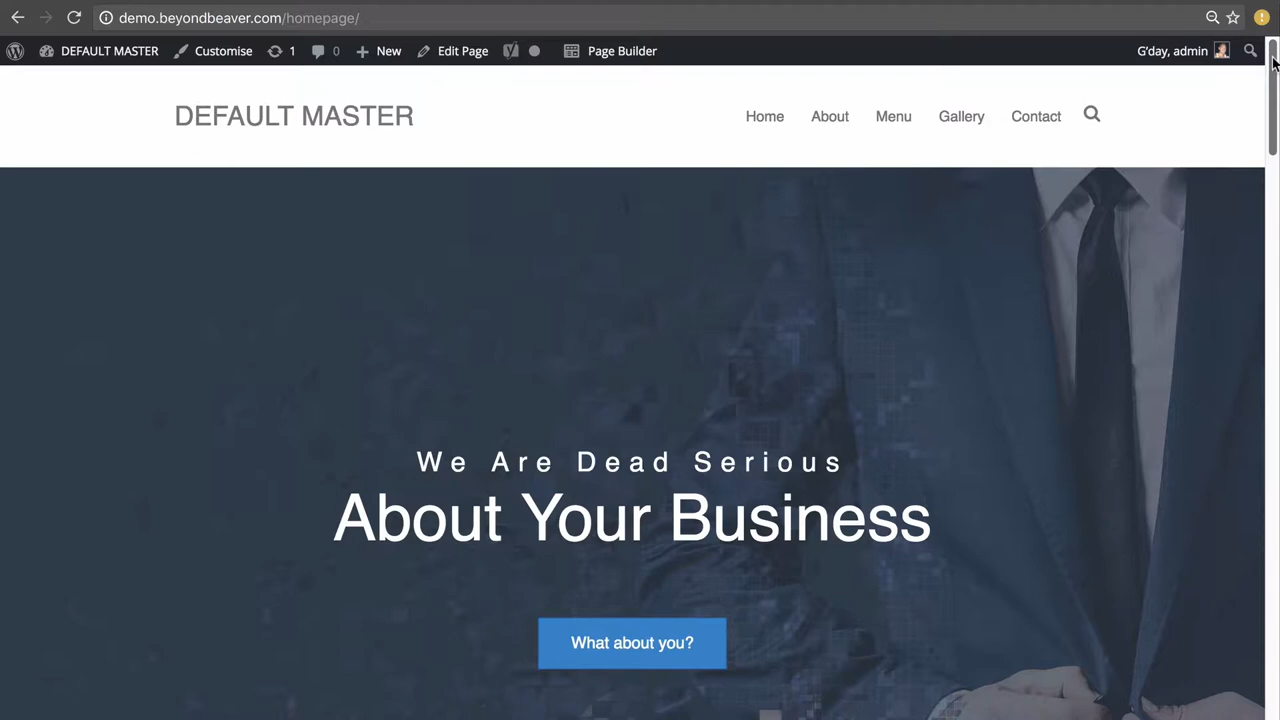 demo.beyondbeaver.com/homepage/
DEFAULT MASTER Customise 1 0 New Edit Page Page Builder G'day, admin
DEFAULT MASTER
Home About Menu Gallery Contact
We Are Dead Serious
About Your Business
What about you?